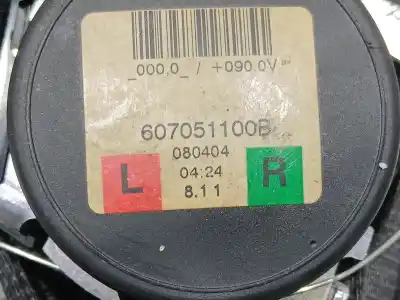 _000,0_ / +090.0V
607051100B
080404
L
R
04:24
8.1 1